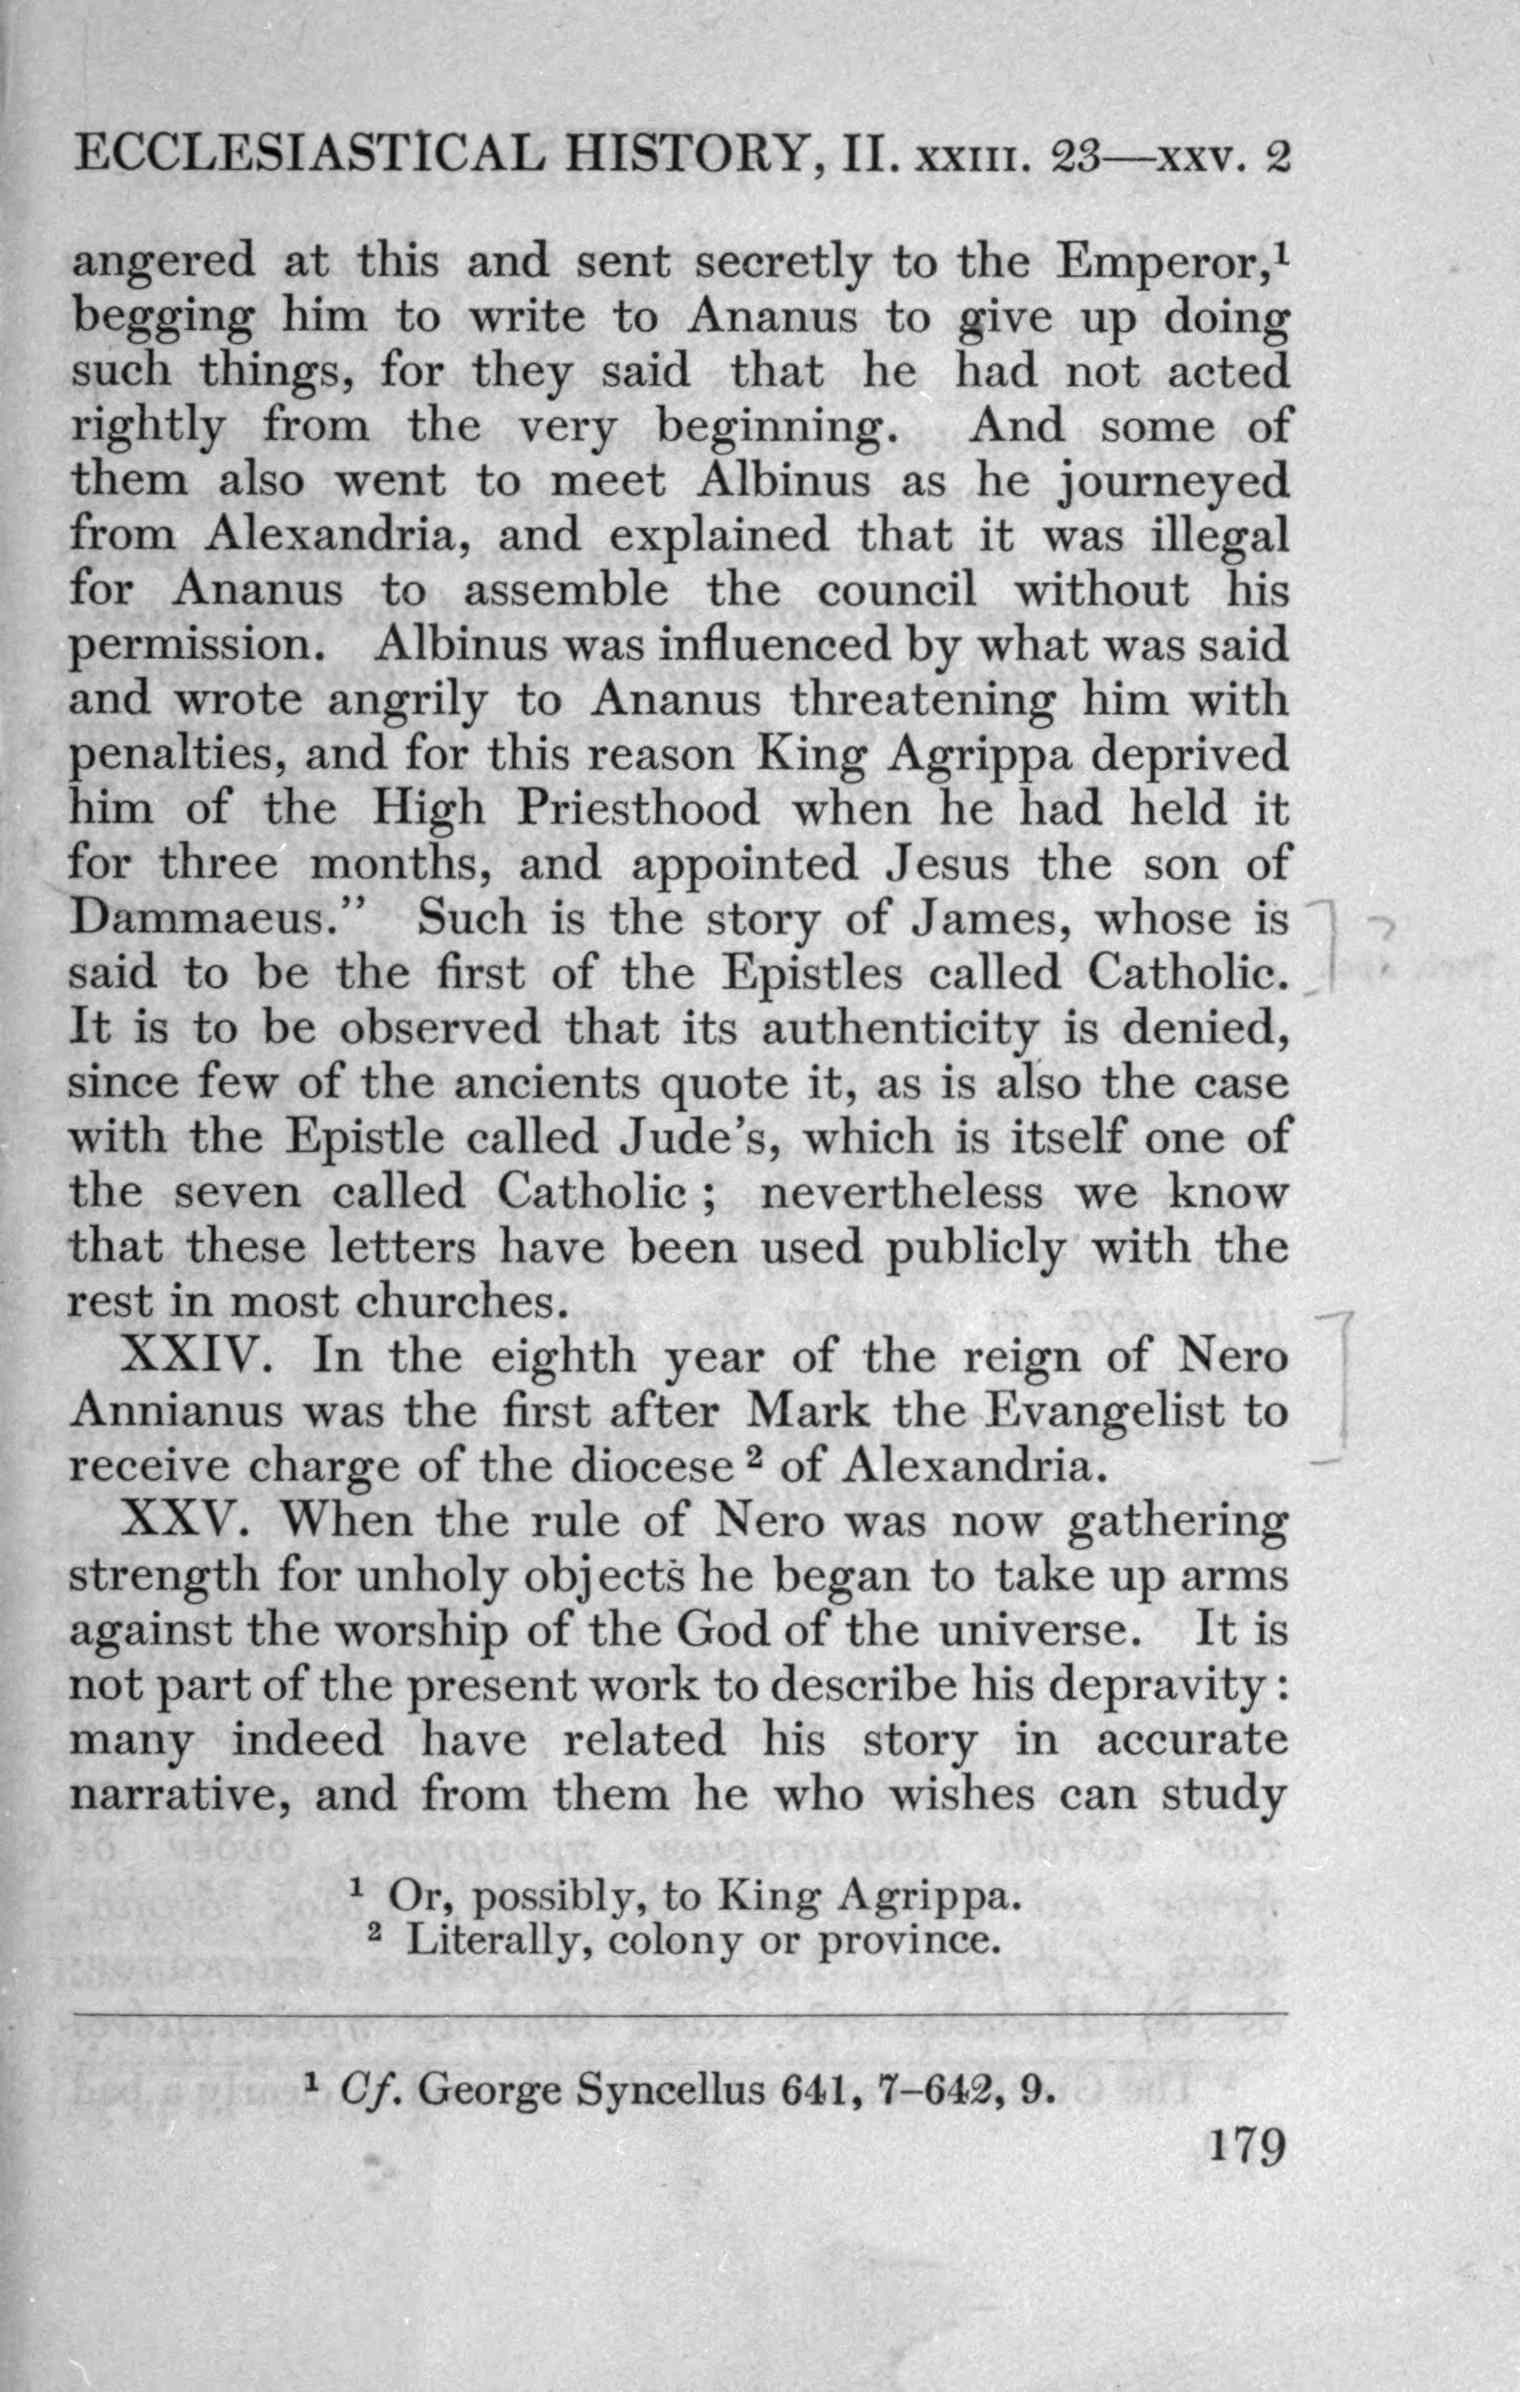 ECCLESIASTICAL HISTORY, II. XXIII. 23—XXV. 2
angered at this and sent secretly to the Emperor,¹
begging him to write to Ananus to give up doing
such things, for they said that he had not acted
rightly from the very beginning. And some of
them also went to meet Albinus as he journeyed
from Alexandria, and explained that it was illegal
for Ananus to assemble the council without his
permission. Albinus was influenced by what was said
and wrote angrily to Ananus threatening him with
penalties, and for this reason King Agrippa deprived
him of the High Priesthood when he had held it
for three months, and appointed Jesus the son of
Dammaeus.” Such is the story of James, whose is
said to be the first of the Epistles called Catholic.
It is to be observed that its authenticity is denied,
since few of the ancients quote it, as is also the case
with the Epistle called Jude’s, which is itself one of
the seven called Catholic ; nevertheless we know
that these letters have been used publicly with the
rest in most churches.
XXIV. In the eighth year of the reign of Nero
Annianus was the first after Mark the Evangelist to
receive charge of the diocese ² of Alexandria.
XXV. When the rule of Nero was now gathering
strength for unholy objects he began to take up arms
against the worship of the God of the universe. It is
not part of the present work to describe his depravity :
many indeed have related his story in accurate
narrative, and from them he who wishes can study
¹ Or, possibly, to King Agrippa.
² Literally, colony or province.
¹ Cf. George Syncellus 641, 7–642, 9.
179